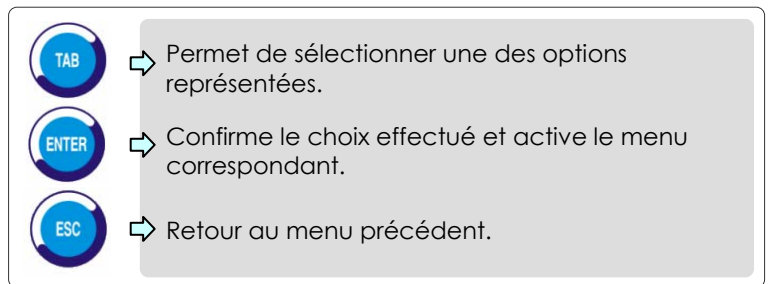 TAB
Permet de sélectionner une des options
représentées.
ENTER
Confirme le choix effectué et active le menu
correspondant.
ESC
Retour au menu précédent.